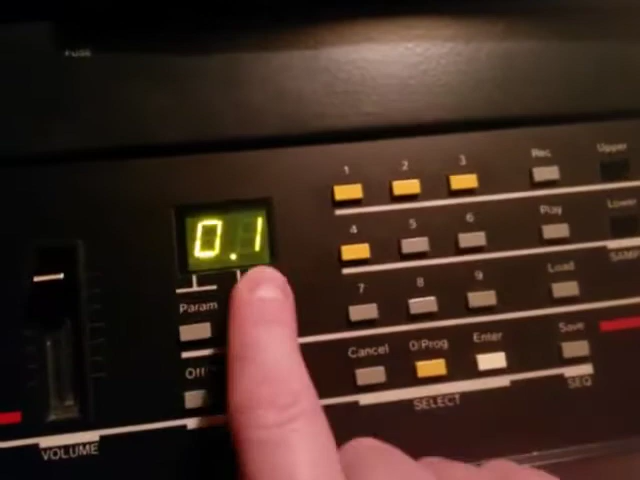 FUSE
1 2 3 Rec Upper
0.1
4 5 6 Play Lower
SAMP
Param 7 8 9 Load
Off Cancel 0/Prog Enter Save
SELECT SEQ
VOLUME